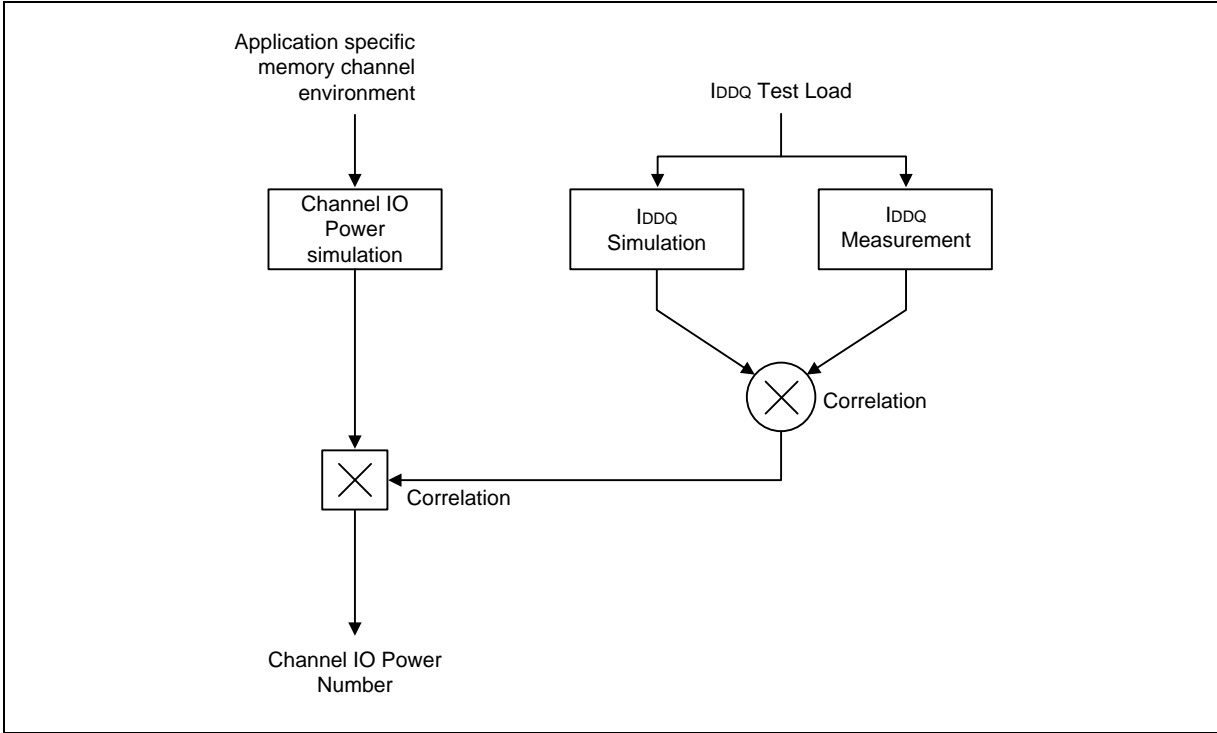 Application specific
memory channel
environment
IDDQ Test Load
Channel IO
Power
simulation
IDDQ
Simulation
IDDQ
Measurement
Correlation
Correlation
Channel IO Power
Number